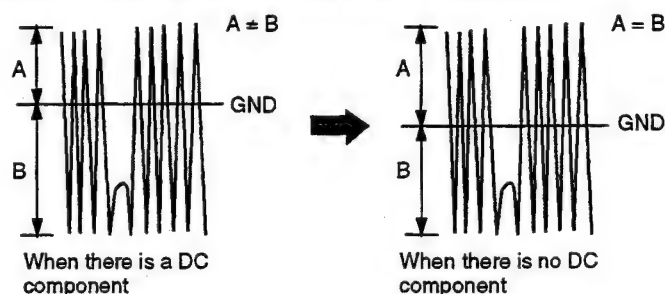 A ≠ B
A
GND
B
When there is a DC
component
A = B
A
GND
B
When there is no DC
component